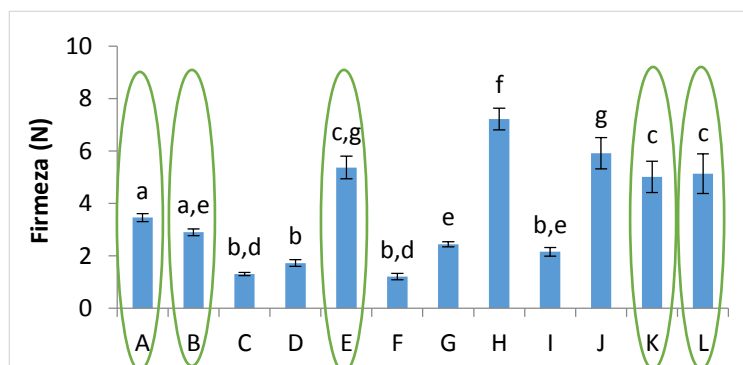 Firmeza (N)
10
8
6
4
2
0
a
a,e
b,d
b
c,g
b,d
e
f
b,e
g
c
c
A B C D E F G H I J K L